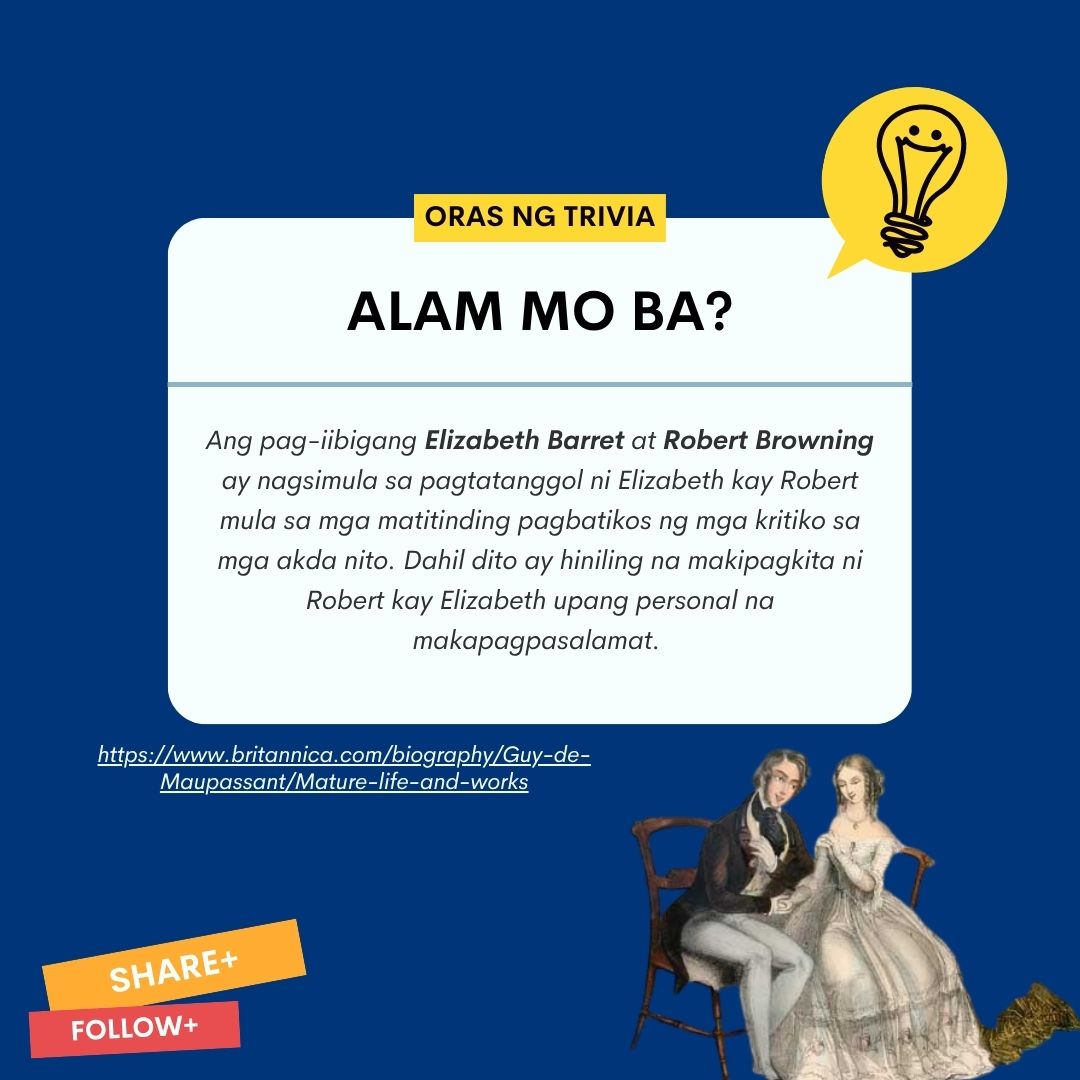 ORAS NG TRIVIA
ALAM MO BA?
Ang pag-iibigang Elizabeth Barret at Robert Browning
ay nagsimula sa pagtatanggol ni Elizabeth kay Robert
mula sa mga matitinding pagbatikos ng mga kritiko sa
mga akda nito. Dahil dito ay hiniling na makipagkita ni
Robert kay Elizabeth upang personal na
makapagpasalamat.
https://www.britannica.com/biography/Guy-de-
Maupassant/Mature-life-and-works
SHARE+
FOLLOW+